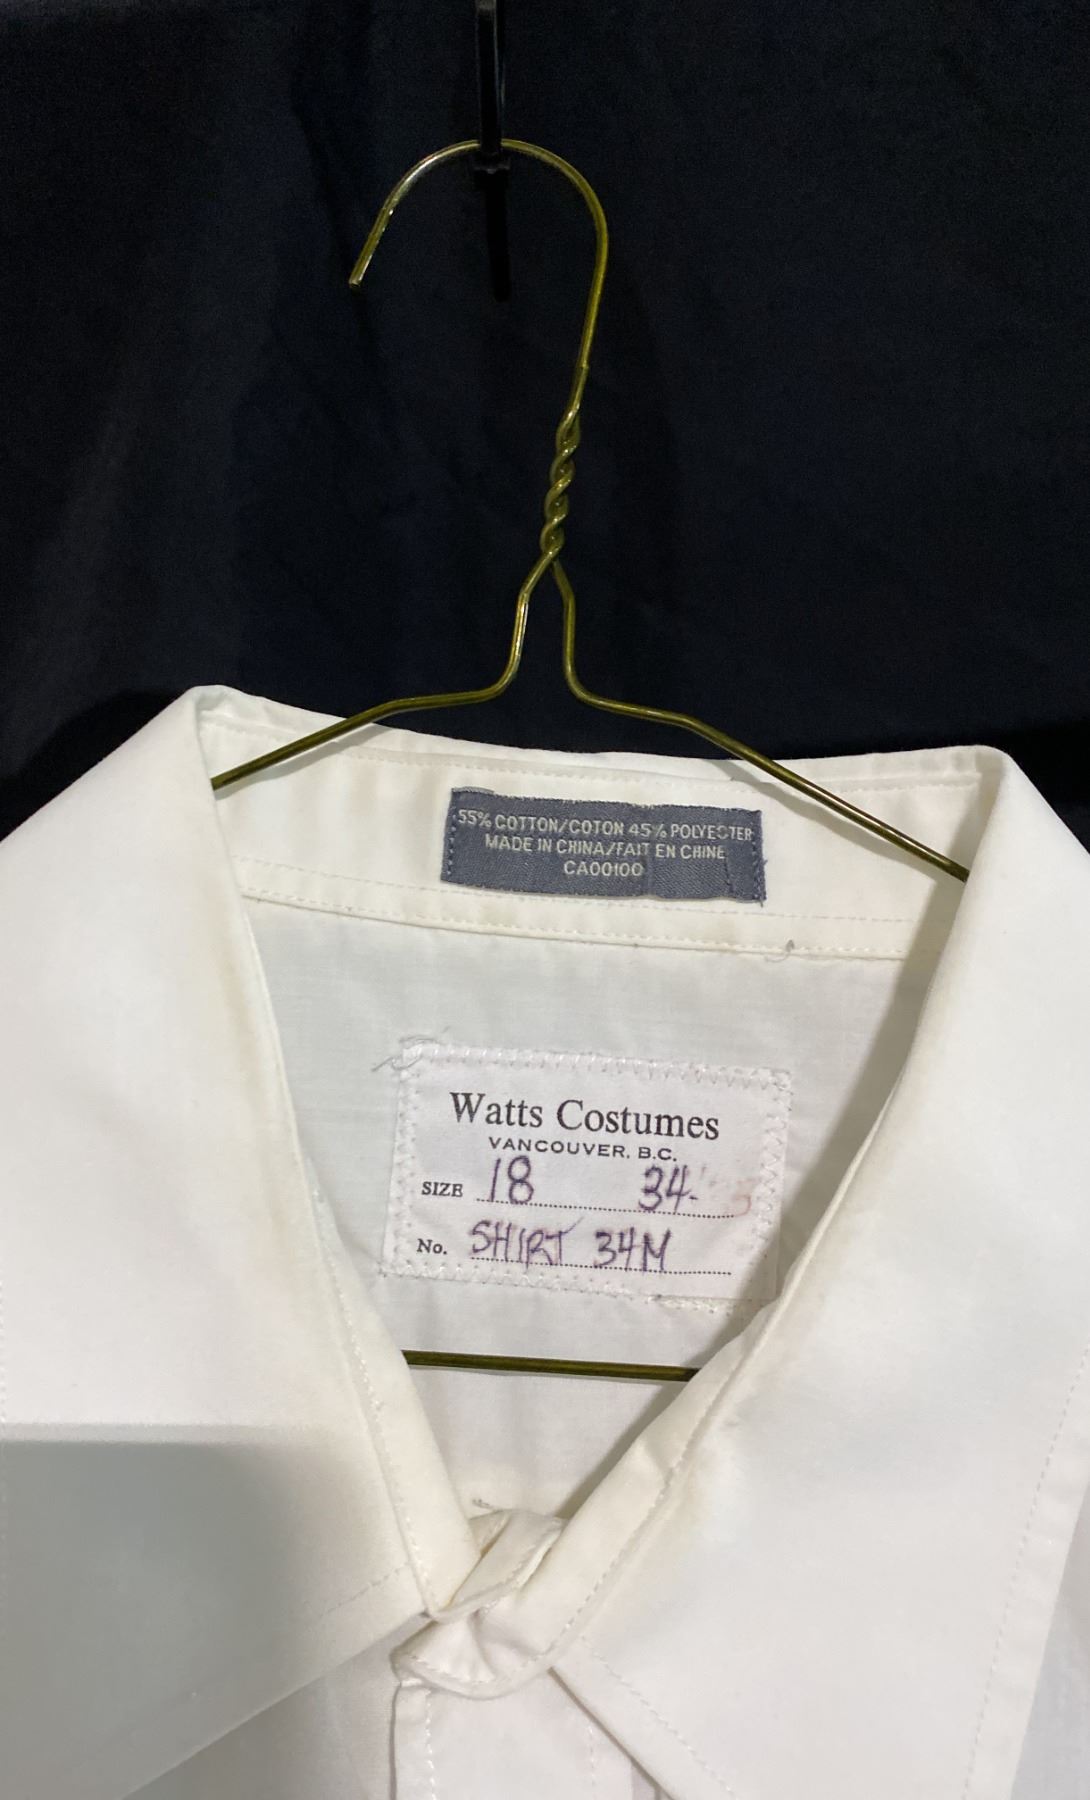 55% COTTON/COTON 45% POLYESTER
MADE IN CHINA/FAIT EN CHINE
CA00100
Watts Costumes
VANCOUVER, B.C.
SIZE 18 34-
No. SHIRT 34M